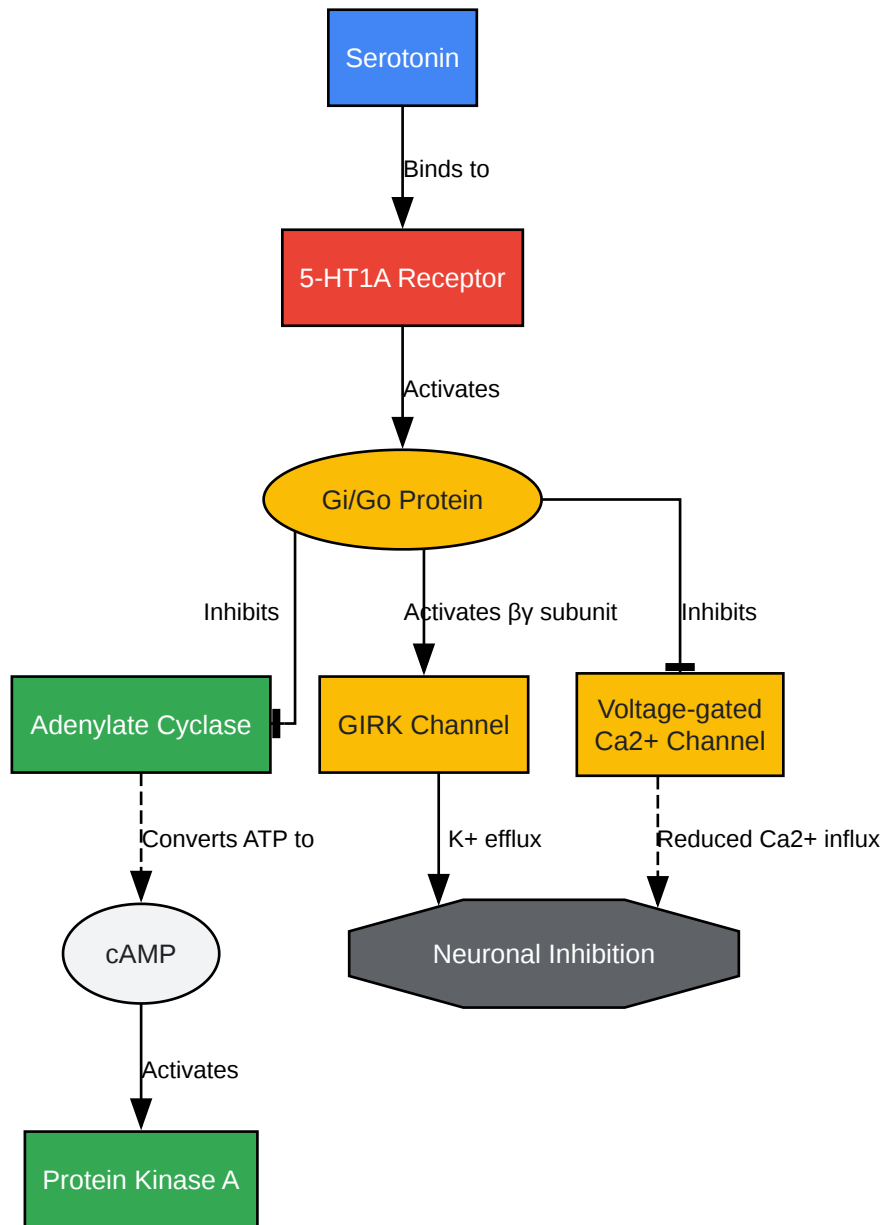 Serotonin
Binds to
5-HT1A Receptor
Activates
Gi/Go Protein
Inhibits
Activates βγ subunit
Inhibits
Adenylate Cyclase
GIRK Channel
Voltage-gated
Ca2+ Channel
Converts ATP to
K+ efflux
Reduced Ca2+ influx
cAMP
Neuronal Inhibition
Activates
Protein Kinase A